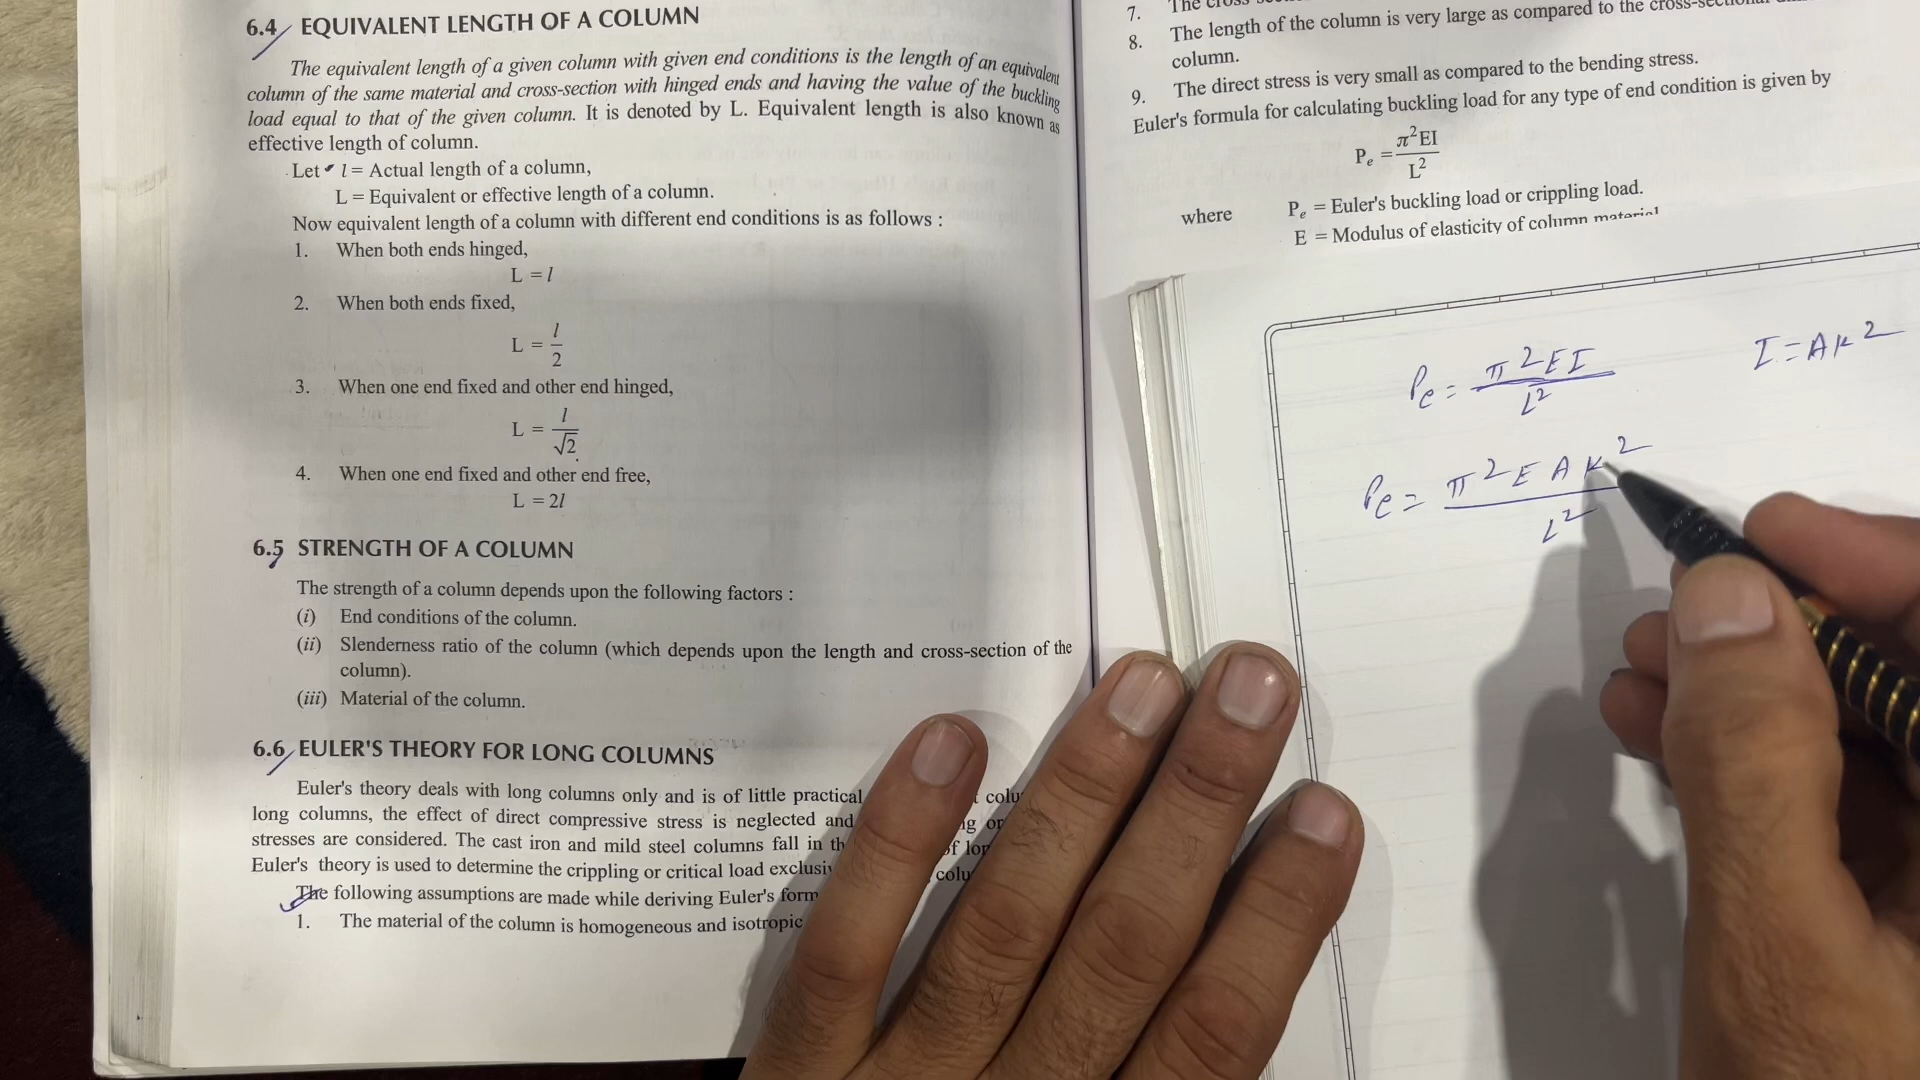 6.4 EQUIVALENT LENGTH OF A COLUMN
The equivalent length of a given column with given end conditions is the length of an equivalent
column of the same material and cross-section with hinged ends and having the value of the buckling
load equal to that of the given column. It is denoted by L. Equivalent length is also known as
effective length of column.
Let l = Actual length of a column,
L = Equivalent or effective length of a column.
Now equivalent length of a column with different end conditions is as follows :
1. When both ends hinged,
L = l
2. When both ends fixed,
L = l/2
3. When one end fixed and other end hinged,
L = l/√2
4. When one end fixed and other end free,
L = 2l
6.5 STRENGTH OF A COLUMN
The strength of a column depends upon the following factors :
(i) End conditions of the column.
(ii) Slenderness ratio of the column (which depends upon the length and cross-section of the
column).
(iii) Material of the column.
6.6 EULER'S THEORY FOR LONG COLUMNS
Euler's theory deals with long columns only and is of little practical
long columns, the effect of direct compressive stress is neglected and
stresses are considered. The cast iron and mild steel columns fall in
Euler's theory is used to determine the crippling or critical load
The following assumptions are made while deriving Euler's
1. The material of the column is homogeneous and isotropic
7. The
8. The length of the column is very large as compared to the cross-sectional
column.
9. The direct stress is very small as compared to the bending stress.
Euler's formula for calculating buckling load for any type of end condition is given by
Pe = π²EI/L²
where Pe = Euler's buckling load or crippling load.
E = Modulus of elasticity of column material
Pe = π²EI/L² I = AK²
Pe = π²EAK²/L²